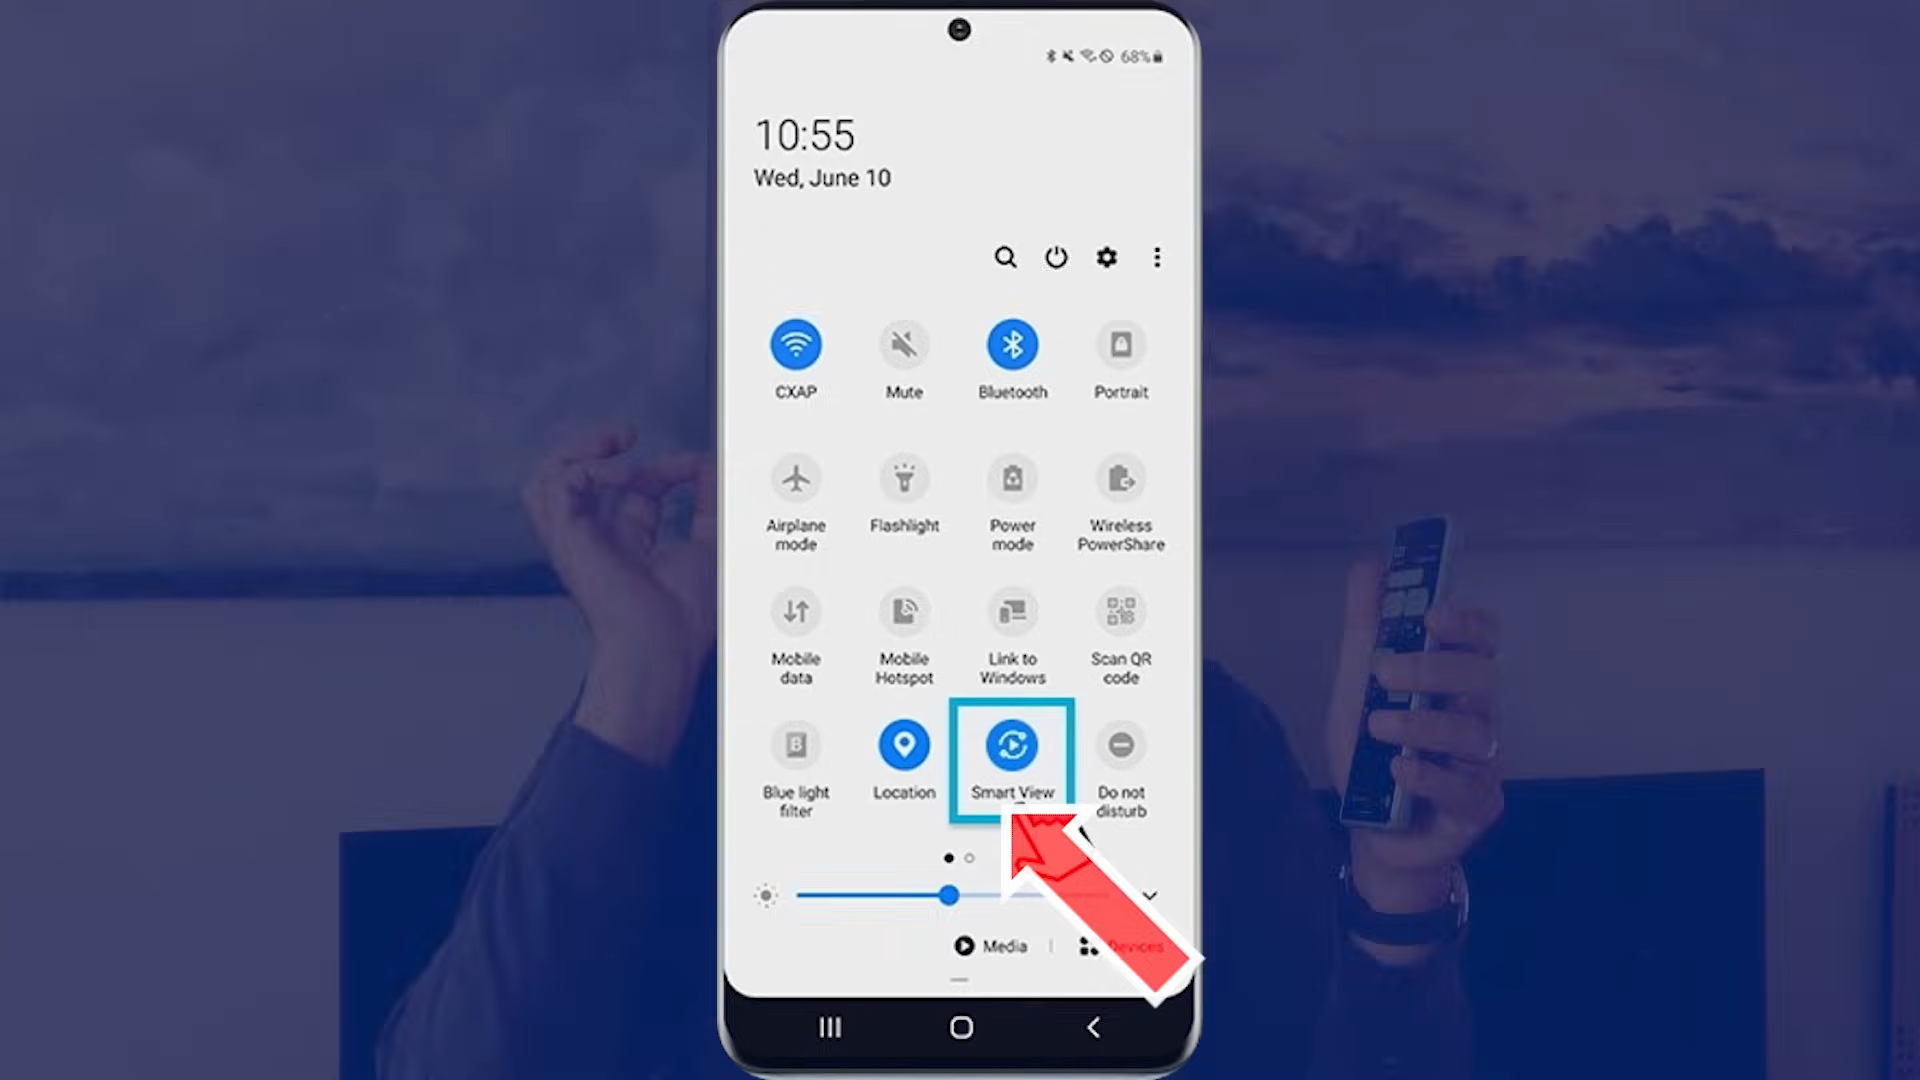 68%
10:55
Wed, June 10
CXAP
Mute
Bluetooth
Portrait
Airplane
mode
Flashlight
Power
mode
Wireless
PowerShare
Mobile
data
Mobile
Hotspot
Link to
Windows
Scan QR
code
Blue light
filter
Location
Smart View
Do not
disturb
Media
Devices